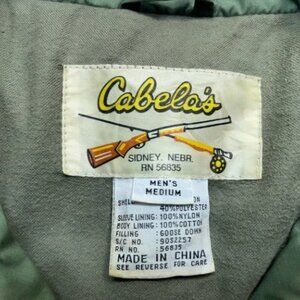 Cabela's
SIDNEY, NEBR.
RN 56835
MEN'S
MEDIUM
SHELL
40%POLYESTER
SLEEVE LINING: 100%NYLON
BODY LINING: 100%COTTON
FILLING : GOOSE DOWN
S/C NO. : 9032257
RN NO. : 56835
MADE IN CHINA
SEE REVERSE FOR CARE